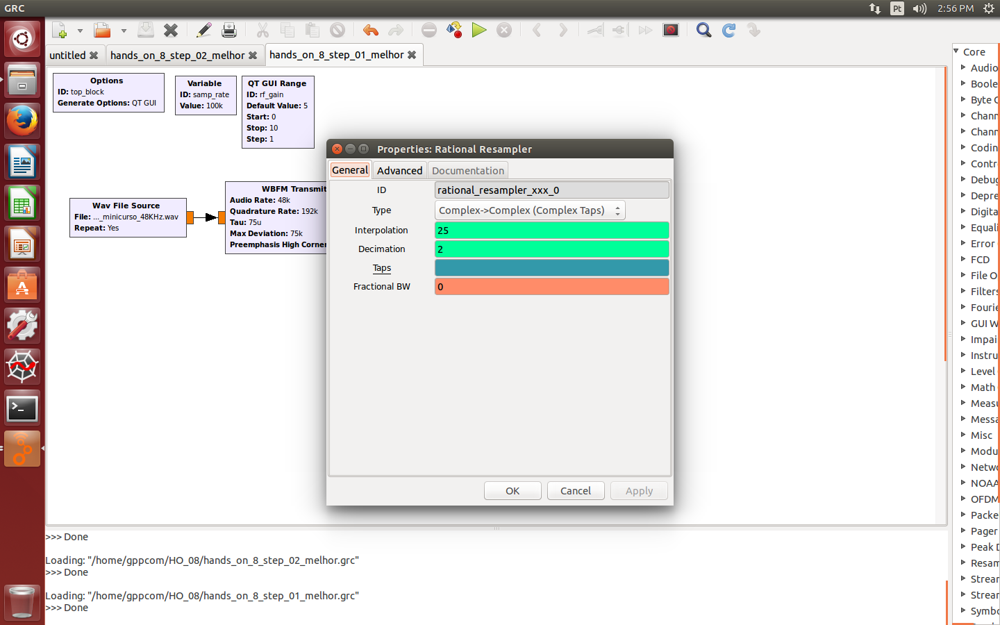 GRC
Pt
2:56 PM
untitled
hands_on_8_step_02_melhor
hands_on_8_step_01_melhor
Options
ID: top_block
Generate Options: QT GUI
Variable
ID: samp_rate
Value: 100k
QT GUI Range
ID: rf_gain
Default Value: 5
Start: 0
Stop: 10
Step: 1
Wav File Source
File: ..._minicurso_48KHz.wav
Repeat: Yes
WBFM Transmit
Audio Rate: 48k
Quadrature Rate: 192k
Tau: 75u
Max Deviation: 75k
Preemphasis High Corner
Properties: Rational Resampler
General
Advanced
Documentation
ID
rational_resampler_xxx_0
Type
Complex->Complex (Complex Taps)
Interpolation
25
Decimation
2
Taps
Fractional BW
0
OK
Cancel
Apply
Core
Audio
Boole
Byte C
Chann
Chann
Codin
Contr
Debug
Depre
Digita
Equali
Error
FCD
File O
Filters
Fourie
GUI W
Impai
Instru
Level
Math
Measu
Messa
Misc
Modu
Netwo
NOAA
OFDM
Packe
Pager
Peak D
Resam
Strear
Strear
Symbo
>>> Done
Loading: "/home/gppcom/HO_08/hands_on_8_step_02_melhor.grc"
>>> Done
Loading: "/home/gppcom/HO_08/hands_on_8_step_01_melhor.grc"
>>> Done